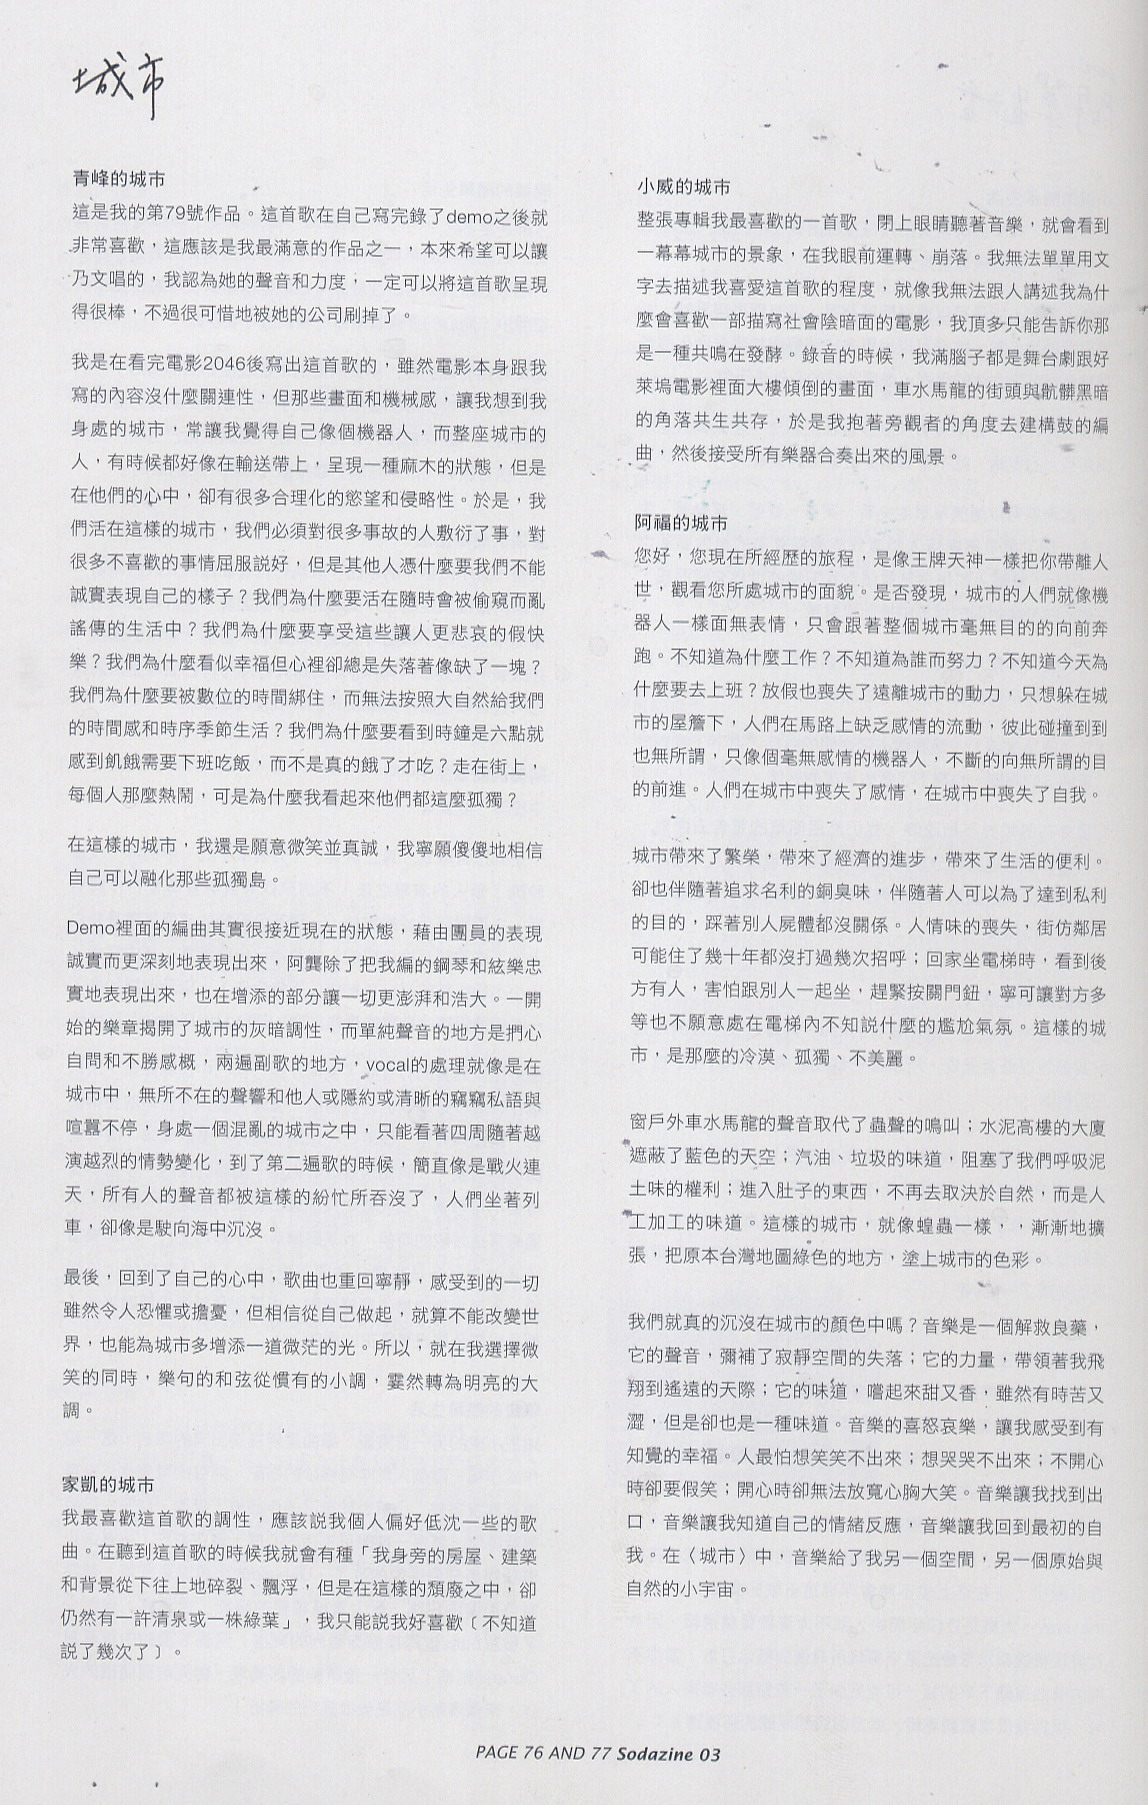 城市
青峰的城市
這是我的第79號作品。這首歌在自己寫完錄了demo之後就
非常喜歡，這應該是我最滿意的作品之一，本來希望可以讓
乃文唱的，我認為她的聲音和力度，一定可以將這首歌呈現
得很棒，不過很可惜地被她的公司刷掉了。
我是在看完電影2046後寫出這首歌的，雖然電影本身跟我
寫的內容沒什麼關連性，但那些畫面和機械感，讓我想到我
身處的城市，常讓我覺得自己像個機器人，而整座城市的
人，有時候都好像在輸送帶上，呈現一種麻木的狀態，但是
在他們的心中，卻有很多合理化的慾望和侵略性。於是，我
們活在這樣的城市，我們必須對很多事故的人敷衍了事，對
很多不喜歡的事情屈服説好，但是其他人憑什麼要我們不能
誠實表現自己的樣子？我們為什麼要活在隨時會被偷窺而亂
謠傳的生活中？我們為什麼要享受這些讓人更悲哀的假快
樂？我們為什麼看似幸福但心裡卻總是失落著像缺了一塊？
我們為什麼要被數位的時間綁住，而無法按照大自然給我們
的時間感和時序季節生活？我們為什麼要看到時鐘是六點就
感到飢餓需要下班吃飯，而不是真的餓了才吃？走在街上，
每個人那麼熱鬧，可是為什麼我看起來他們都這麼孤獨？
在這樣的城市，我還是願意微笑並真誠，我寧願傻傻地相信
自己可以融化那些孤獨島。
Demo裡面的編曲其實很接近現在的狀態，藉由團員的表現
誠實而更深刻地表現出來，阿龔除了把我編的鋼琴和絃樂忠
實地表現出來，也在增添的部分讓一切更澎湃和浩大。一開
始的樂章揭開了城市的灰暗調性，而單純聲音的地方是捫心
自問和不勝感概，兩遍副歌的地方，vocal的處理就像是在
城市中，無所不在的聲響和他人或隱約或清晰的竊竊私語與
喧囂不停，身處一個混亂的城市之中，只能看著四周隨著越
演越烈的情勢變化，到了第二遍歌的時候，簡直像是戰火連
天，所有人的聲音都被這樣的紛忙所吞沒了，人們坐著列
車，卻像是駛向海中沉沒。
最後，回到了自己的心中，歌曲也重回寧靜，感受到的一切
雖然令人恐懼或擔憂，但相信從自己做起，就算不能改變世
界，也能為城市多增添一道微茫的光。所以，就在我選擇微
笑的同時，樂句的和弦從慣有的小調，霎然轉為明亮的大
調。
家凱的城市
我最喜歡這首歌的調性，應該説我個人偏好低沈一些的歌
曲。在聽到這首歌的時候我就會有種「我身旁的房屋、建築
和背景從下往上地碎裂、飄浮，但是在這樣的頹廢之中，卻
仍然有一許清泉或一株綠葉」，我只能説我好喜歡﹝不知道
説了幾次了﹞。
小威的城市
整張專輯我最喜歡的一首歌，閉上眼睛聽著音樂，就會看到
一幕幕城市的景象，在我眼前運轉、崩落。我無法單單用文
字去描述我喜愛這首歌的程度，就像我無法跟人講述我為什
麼會喜歡一部描寫社會陰暗面的電影，我頂多只能告訴你那
是一種共鳴在發酵。錄音的時候，我滿腦子都是舞台劇跟好
萊塢電影裡面大樓傾倒的畫面，車水馬龍的街頭與骯髒黑暗
的角落共生共存，於是我抱著旁觀者的角度去建構鼓的編
曲，然後接受所有樂器合奏出來的風景。
阿福的城市
您好，您現在所經歷的旅程，是像王牌天神一樣把你帶離人
世，觀看您所處城市的面貌。是否發現，城市的人們就像機
器人一樣面無表情，只會跟著整個城市毫無目的的向前奔
跑。不知道為什麼工作？不知道為誰而努力？不知道今天為
什麼要去上班？放假也喪失了遠離城市的動力，只想躲在城
市的屋簷下，人們在馬路上缺乏感情的流動，彼此碰撞到到
也無所謂，只像個毫無感情的機器人，不斷的向無所謂的目
的前進。人們在城市中喪失了感情，在城市中喪失了自我。
城市帶來了繁榮，帶來了經濟的進步，帶來了生活的便利。
卻也伴隨著追求名利的銅臭味，伴隨著人可以為了達到私利
的目的，踩著別人屍體都沒關係。人情味的喪失，街仿鄰居
可能住了幾十年都沒打過幾次招呼；回家坐電梯時，看到後
方有人，害怕跟別人一起坐，趕緊按關門鈕，寧可讓對方多
等也不願意處在電梯內不知説什麼的尷尬氣氛。這樣的城
市，是那麼的冷漠、孤獨、不美麗。
窗戶外車水馬龍的聲音取代了蟲聲的鳴叫；水泥高樓的大廈
遮蔽了藍色的天空；汽油、垃圾的味道，阻塞了我們呼吸泥
土味的權利；進入肚子的東西，不再去取決於自然，而是人
工加工的味道。這樣的城市，就像蝗蟲一樣，，漸漸地擴
張，把原本台灣地圖綠色的地方，塗上城市的色彩。
我們就真的沉沒在城市的顏色中嗎？音樂是一個解救良藥，
它的聲音，彌補了寂靜空間的失落；它的力量，帶領著我飛
翔到遙遠的天際；它的味道，嚐起來甜又香，雖然有時苦又
澀，但是卻也是一種味道。音樂的喜怒哀樂，讓我感受到有
知覺的幸福。人最怕想笑笑不出來；想哭哭不出來；不開心
時卻要假笑；開心時卻無法放寬心胸大笑。音樂讓我找到出
口，音樂讓我知道自己的情緒反應，音樂讓我回到最初的自
我。在〈城市〉中，音樂給了我另一個空間，另一個原始與
自然的小宇宙。
PAGE 76 AND 77 Sodazine 03